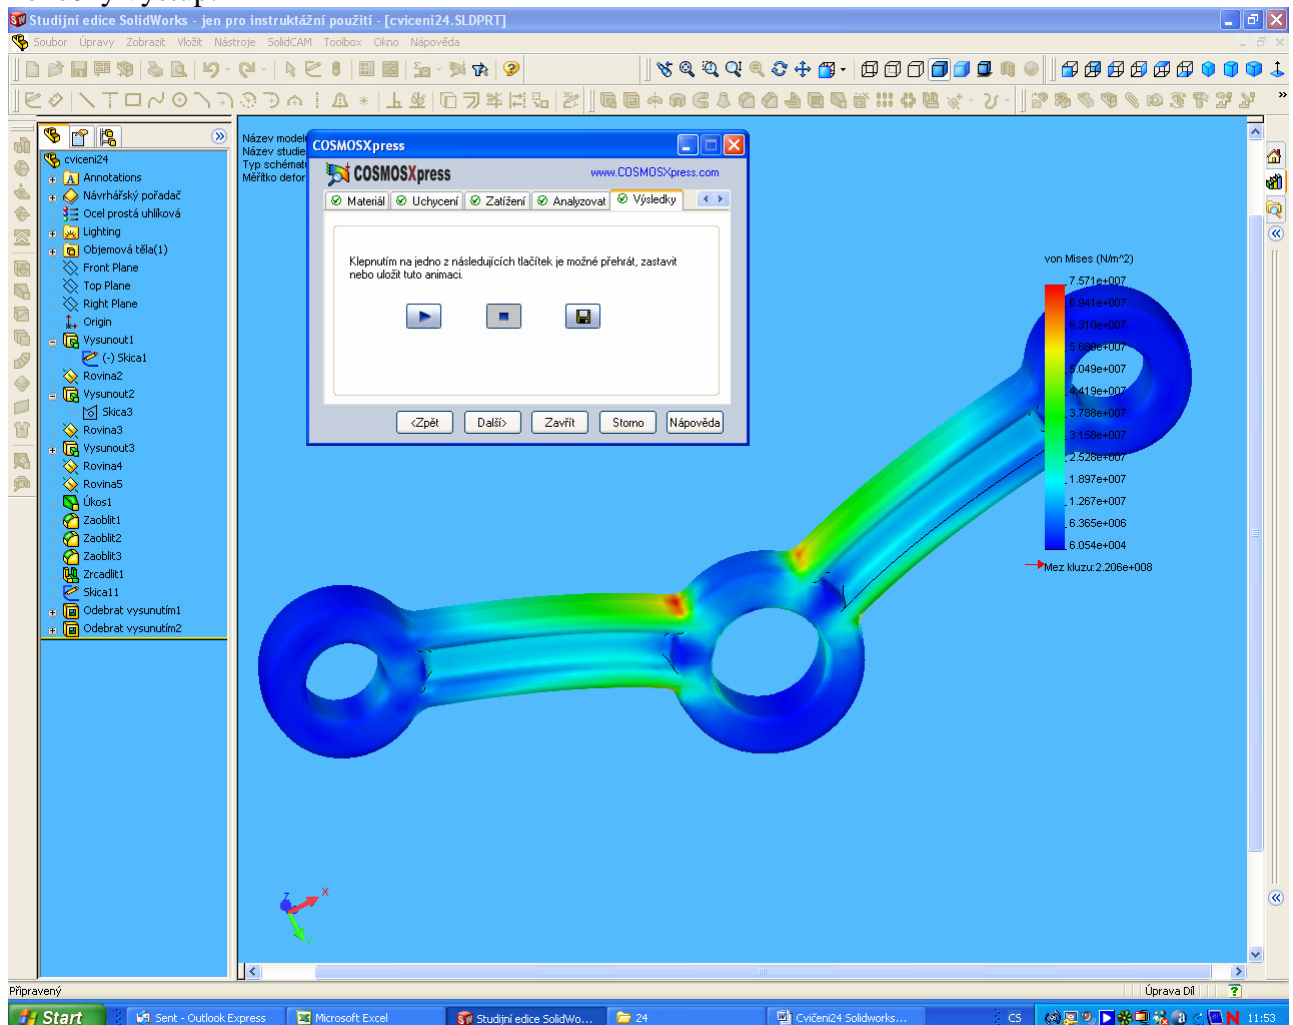 Studijní edice SolidWorks - jen pro instruktážní použití - [cviceni24.SLDPRT]
Soubor Úpravy Zobrazit Vložit Nástroje SolidCAM Toolbox Okno Nápověda
cviceni24
Annotations
Návrhářský pořadač
Ocel prostá uhlíková
Lighting
Objemová těla(1)
Front Plane
Top Plane
Right Plane
Origin
Vysunout1
(-) Skica1
Rovina2
Vysunout2
Skica3
Rovina3
Vysunout3
Rovina4
Rovina5
Úkos1
Zaoblit1
Zaoblit2
Zaoblit3
Zrcadlit1
Skica11
Odebrat vysunutím1
Odebrat vysunutím2
Název model
Název studie
Typ schémat
Měřítko defor
COSMOSXpress
COSMOSXpress www.COSMOSXpress.com
Materiál Uchycení Zatížení Analyzovat Výsledky
Klepnutím na jedno z následujících tlačítek je možné přehrát, zastavit
nebo uložit tuto animaci.
<Zpět Další> Zavřít Storno Nápověda
von Mises (N/m^2)
7.571e+007
6.941e+007
6.310e+007
5.680e+007
5.049e+007
4.419e+007
3.788e+007
3.158e+007
2.528e+007
1.897e+007
1.267e+007
6.365e+006
6.054e+004
Mez kluzu:2.206e+008
Z
X
Y
Připravený Úprava Díl
Start Sent - Outlook Express Microsoft Excel Studijní edice SolidWo... 24 Cvičení24 Solidworks... CS 11:53